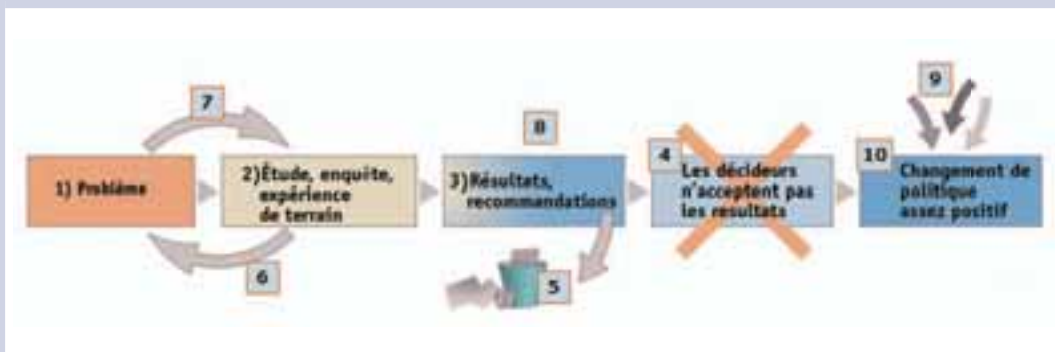 7
9
8
1) Problème
2)Étude, enquête,
expérience
de terrain
3)Résultats,
recommandations
4
Les décideurs
n'acceptent pas
les résultats
10
Changement de
politique
assez positif
6
5